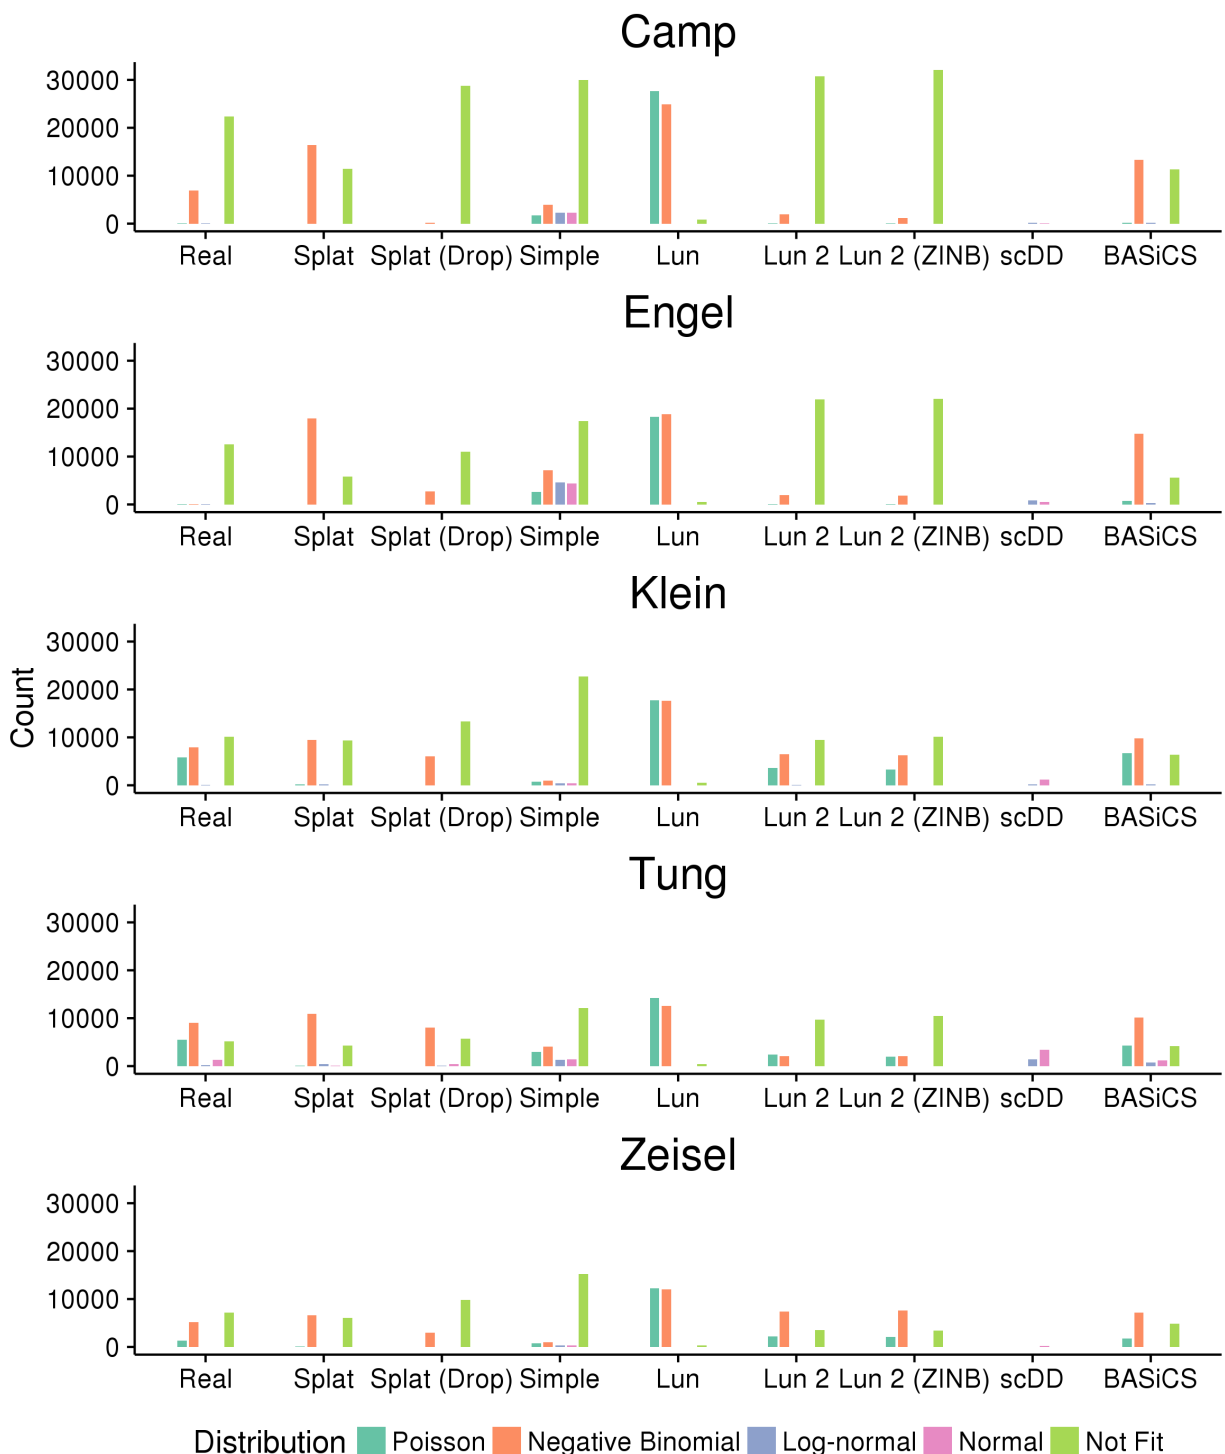 Camp
30000
20000
10000
0
Real Splat Splat (Drop) Simple Lun Lun 2 Lun 2 (ZINB) scDD BASiCS
Engel
30000
20000
10000
0
Real Splat Splat (Drop) Simple Lun Lun 2 Lun 2 (ZINB) scDD BASiCS
Klein
30000
20000
10000
0
Count
Real Splat Splat (Drop) Simple Lun Lun 2 Lun 2 (ZINB) scDD BASiCS
Tung
30000
20000
10000
0
Real Splat Splat (Drop) Simple Lun Lun 2 Lun 2 (ZINB) scDD BASiCS
Zeisel
30000
20000
10000
0
Real Splat Splat (Drop) Simple Lun Lun 2 Lun 2 (ZINB) scDD BASiCS
Distribution Poisson Negative Binomial Log-normal Normal Not Fit